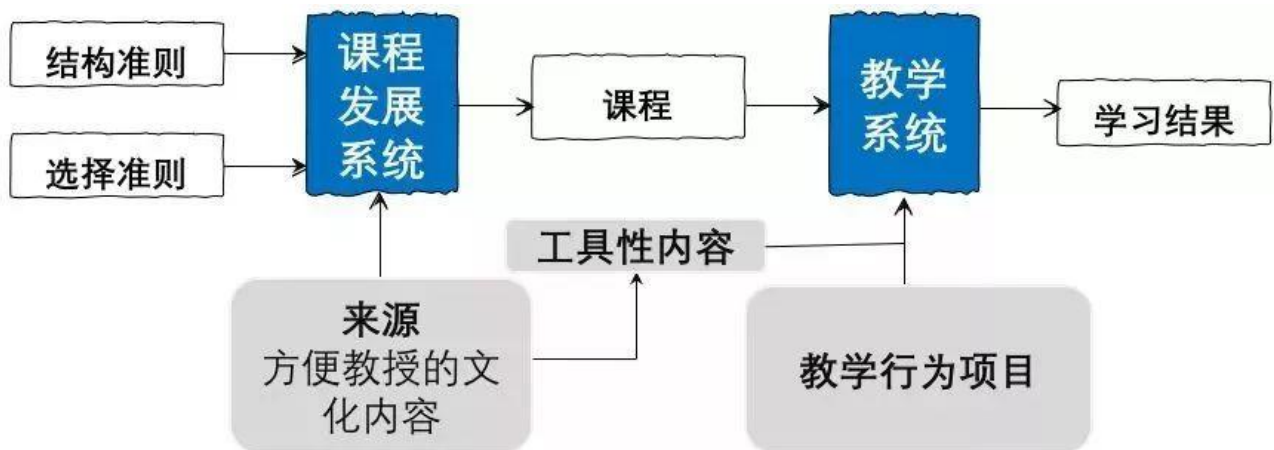 结构准则
选择准则
课程
发展
系统
课程
教学
系统
学习结果
工具性内容
来源
方便教授的文
化内容
教学行为项目